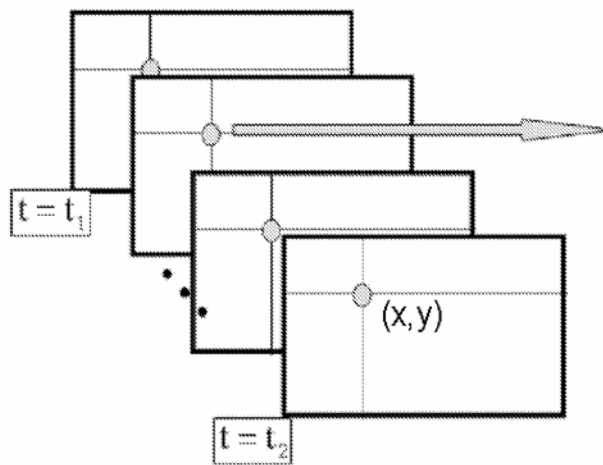 t = t₁
(x,y)
t = t₂